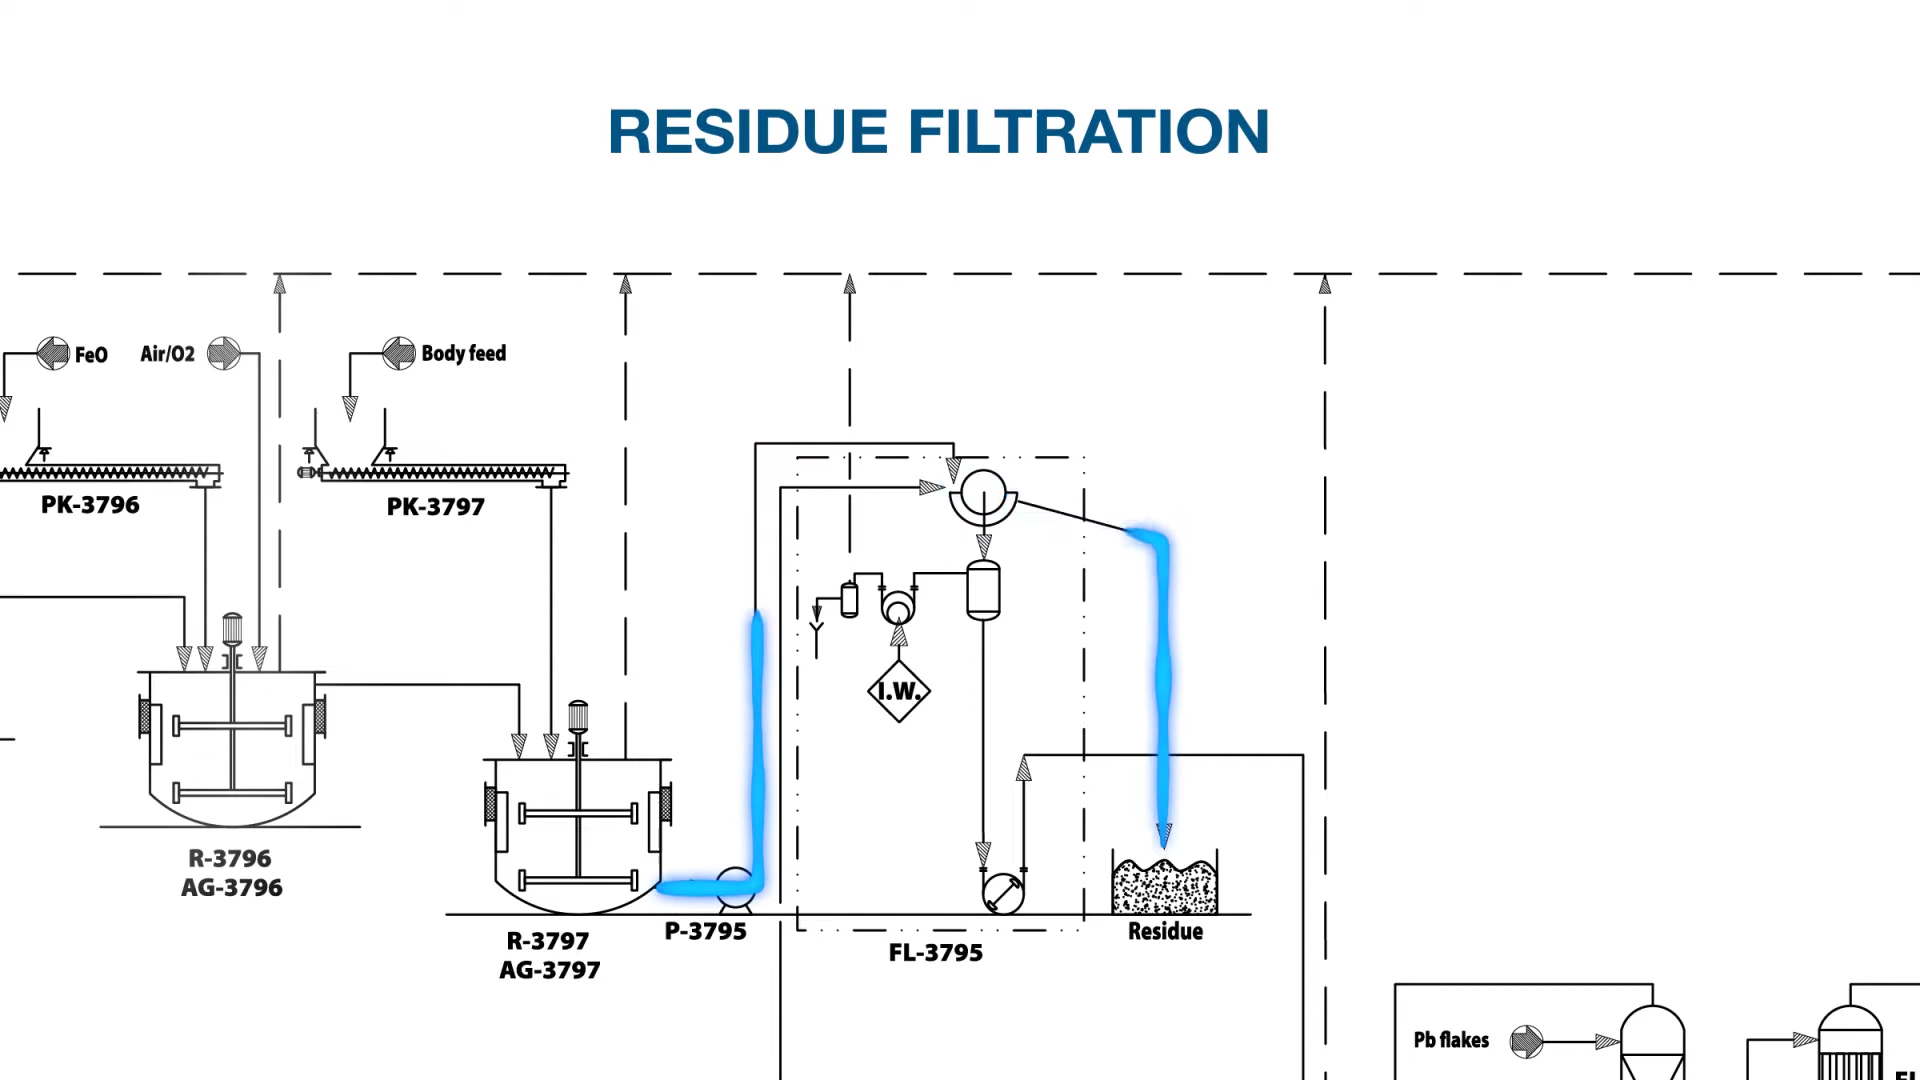 RESIDUE FILTRATION
FeO
Air/O2
Body feed
PK-3796
PK-3797
I.W.
R-3796
AG-3796
R-3797
AG-3797
P-3795
FL-3795
Residue
Pb flakes